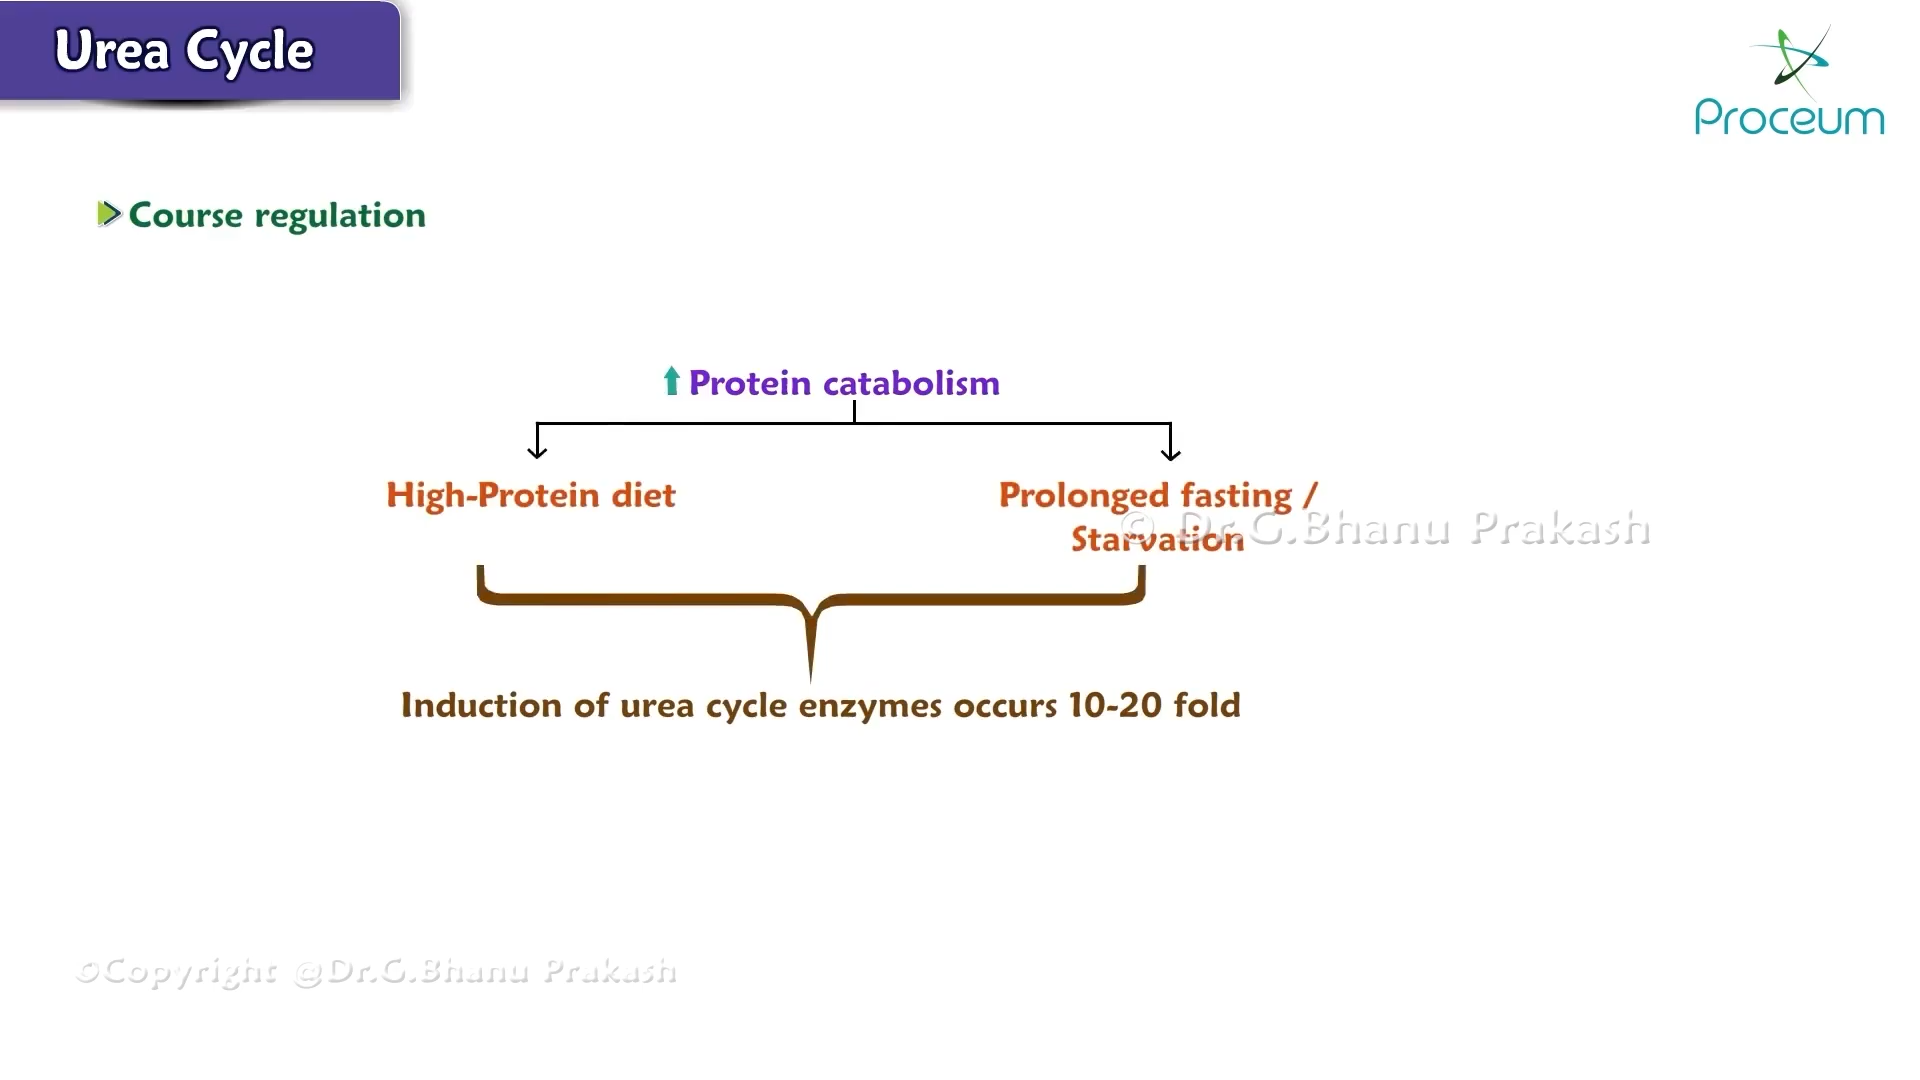 Urea Cycle
Proceum
Course regulation
Protein catabolism
High-Protein diet
Prolonged fasting /
Starvation
© Dr.G.Bhanu Prakash
Induction of urea cycle enzymes occurs 10-20 fold
©Copyright @Dr.G.Bhanu Prakash